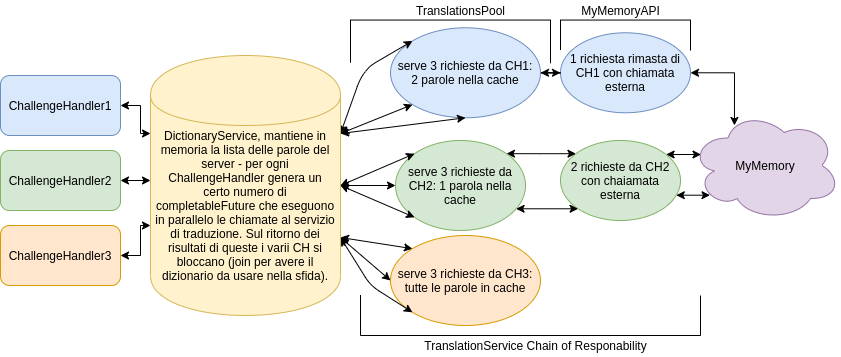 TranslationsPool
MyMemoryAPI
serve 3 richieste da CH1:
2 parole nella cache
1 richiesta rimasta di
CH1 con chiamata
esterna
ChallengeHandler1
ChallengeHandler2
ChallengeHandler3
DictionaryService, mantiene in
memoria la lista delle parole del
server - per ogni
ChallengeHandler genera un
certo numero di
completableFuture che eseguono
in parallelo le chiamate al servizio
di traduzione. Sul ritorno dei
risultati di queste i varii CH si
bloccano (join per avere il
dizionario da usare nella sfida).
serve 3 richieste da
CH2: 1 parola nella
cache
2 richieste da CH2
con chaiamata
esterna
MyMemory
serve 3 richieste da CH3:
tutte le parole in cache
TranslationService Chain of Responability